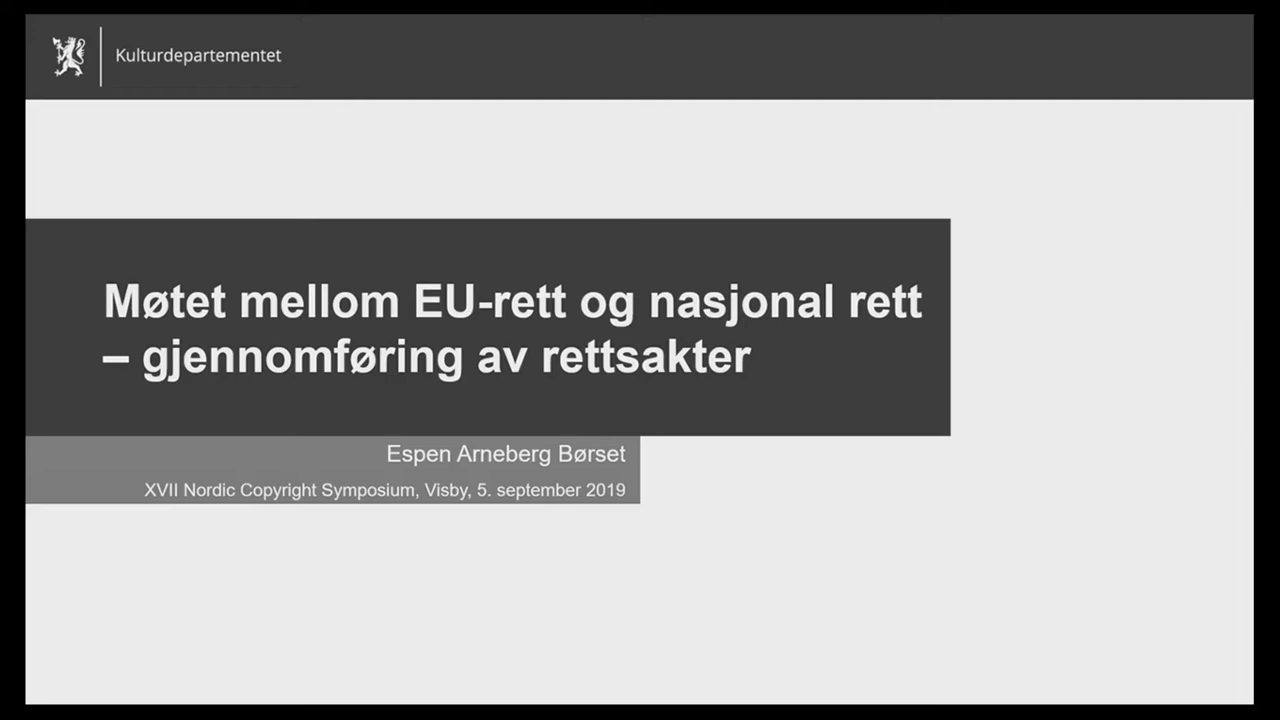 Kulturdepartementet
Møtet mellom EU-rett og nasjonal rett
– gjennomføring av rettsakter
Espen Arneberg Børset
XVII Nordic Copyright Symposium, Visby, 5. september 2019